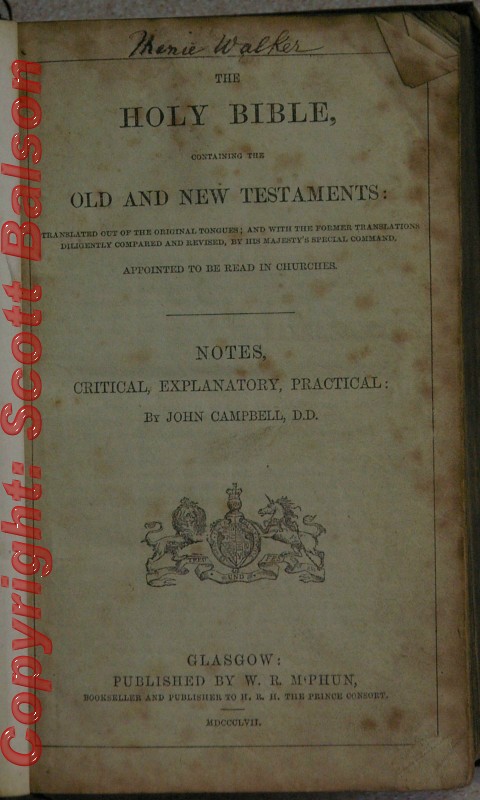 Manie Walker
THE
HOLY BIBLE,
CONTAINING THE
OLD AND NEW TESTAMENTS:
TRANSLATED OUT OF THE ORIGINAL TONGUES; AND WITH THE FORMER TRANSLATIONS
DILIGENTLY COMPARED AND REVISED, BY HIS MAJESTY'S SPECIAL COMMAND.
APPOINTED TO BE READ IN CHURCHES.
NOTES,
CRITICAL, EXPLANATORY, PRACTICAL:
BY JOHN CAMPBELL, D.D.
GLASGOW:
PUBLISHED BY W. R. M'PHUN,
BOOKSELLER AND PUBLISHER TO H. R. H. THE PRINCE CONSORT.
MDCCCLVII.
Copyright: Scott Balson